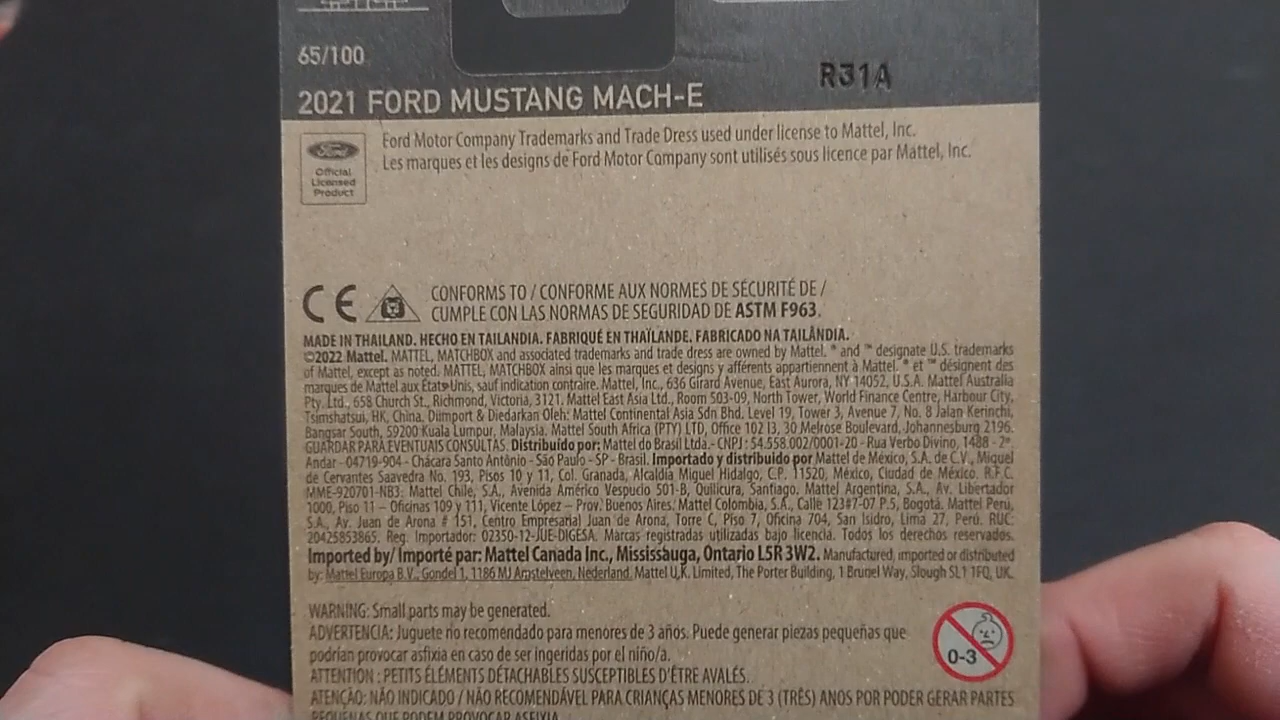 65/100
R31A
2021 FORD MUSTANG MACH-E
Ford
Official
Licensed
Product
Ford Motor Company Trademarks and Trade Dress used under license to Mattel, Inc.
Les marques et les designs de Ford Motor Company sont utilisés sous licence par Mattel, Inc.
CE
CONFORMS TO / CONFORME AUX NORMES DE SÉCURITÉ DE /
CUMPLE CON LAS NORMAS DE SEGURIDAD DE ASTM F963.
MADE IN THAILAND. HECHO EN TAILANDIA. FABRIQUÉ EN THAÏLANDE. FABRICADO NA TAILÂNDIA.
©2022 Mattel. MATTEL, MATCHBOX and associated trademarks and trade dress are owned by Mattel. ® and ™ designate U.S. trademarks
of Mattel, except as noted. MATTEL, MATCHBOX ainsi que les marques et designs y afférents appartiennent à Mattel. ® et ™ désignent des
marques de Mattel aux États-Unis, sauf indication contraire. Mattel, Inc., 636 Girard Avenue, East Aurora, NY 14052, U.S.A. Mattel Australia
Pty. Ltd., 658 Church St., Richmond, Victoria, 3121. Mattel East Asia Ltd., Room 503-09, North Tower, World Finance Centre, Harbour City,
Tsimshatsui, HK, China. Diimport & Diedarkan Oleh: Mattel Continental Asia Sdn Bhd. Level 19, Tower 3, Avenue 7, No. 8 Jalan Kerinchi,
Bangsar South, 59200 Kuala Lumpur, Malaysia. Mattel South Africa (PTY) LTD, Office 102 I3, 30 Melrose Boulevard, Johannesburg 2196.
GUARDAR PARA EVENTUAIS CONSULTAS. Distribuído por: Mattel do Brasil Ltda.- CNPJ : 54.558.002/0001-20 - Rua Verbo Divino, 1488 - 2º.
Andar - 04719-904 - Chácara Santo Antônio - São Paulo - SP - Brasil. Importado y distribuido por Mattel de México, S.A. de C.V., Miguel
de Cervantes Saavedra No. 193, Pisos 10 y 11, Col. Granada, Alcaldía Miguel Hidalgo, C.P. 11520, México, Ciudad de México. R.F.C.
MME-920701-NB3. Mattel Chile, S.A., Avenida Américo Vespucio 501-B, Quilicura, Santiago. Mattel Argentina, S.A., Av. Libertador
1000, Piso 11 – Oficinas 109 y 111, Vicente López – Prov. Buenos Aires. Mattel Colombia, S.A., Calle 123#7-07 P.5, Bogotá. Mattel Perú,
S.A., Av. Juan de Arona # 151, Centro Empresarial Juan de Arona, Torre C, Piso 7, Oficina 704, San Isidro, Lima 27, Perú. RUC:
20425853865. Reg. Importador: 02350-12-JUE-DIGESA. Marcas registradas utilizadas bajo licencia. Todos los derechos reservados.
Imported by/ Importé par: Mattel Canada Inc., Mississauga, Ontario L5R 3W2. Manufactured, imported or distributed
by: Mattel Europa B.V., Gondel 1, 1186 MJ Amstelveen, Nederland. Mattel U.K. Limited, The Porter Building, 1 Brunel Way, Slough SL1 1FQ, UK.
WARNING: Small parts may be generated.
ADVERTENCIA: Juguete no recomendado para menores de 3 años. Puede generar piezas pequeñas que
podrían provocar asfixia en caso de ser ingeridas por el niño/a.
0-3
ATTENTION : PETITS ÉLÉMENTS DÉTACHABLES SUSCEPTIBLES D'ÊTRE AVALÉS.
ATENÇÃO: NÃO INDICADO / NÃO RECOMENDÁVEL PARA CRIANÇAS MENORES DE 3 (TRÊS) ANOS POR PODER GERAR PARTES
PEQUENAS QUE PODEM PROVOCAR ASFIXIA